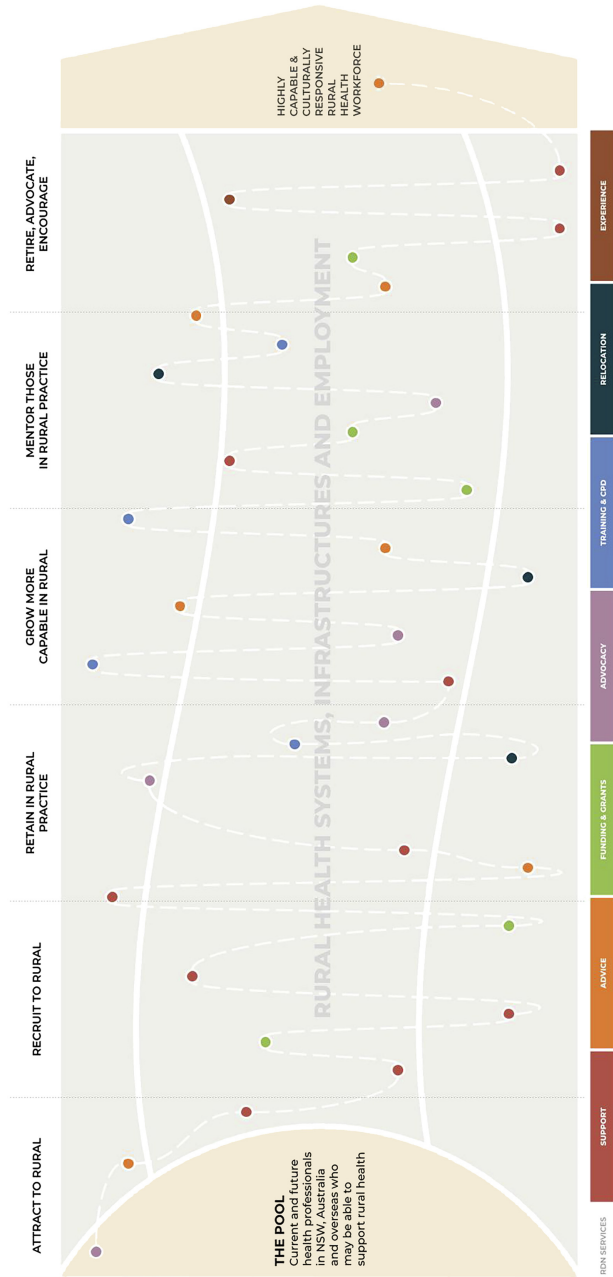 ATTRACT TO RURAL
RECRUIT TO RURAL
RETAIN IN RURAL
PRACTICE
GROW MORE
CAPABLE IN RURAL
MENTOR THOSE
IN RURAL PRACTICE
RETIRE, ADVOCATE,
ENCOURAGE
THE POOL
Current and future
health professionals
in NSW, Australia
and overseas who
may be able to
support rural health
RURAL HEALTH SYSTEMS, INFRASTRUCTURES AND EMPLOYMENT
HIGHLY
CAPABLE &
CULTURALLY
RESPONSIVE
RURAL
HEALTH
WORKFORCE
RDN SERVICES
SUPPORT
ADVICE
FUNDING & GRANTS
ADVOCACY
TRAINING & CPD
RELOCATION
EXPERIENCE